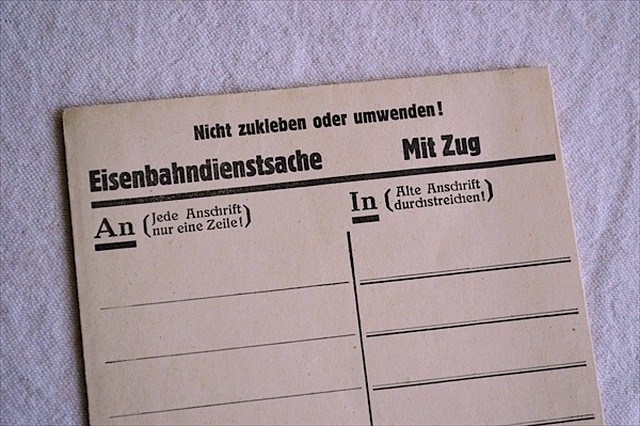 Nicht zukleben oder umwenden!
Eisenbahndienstsache Mit Zug
An (Jede Anschrift nur eine Zeile!)
In (Alte Anschrift durchstreichen!)